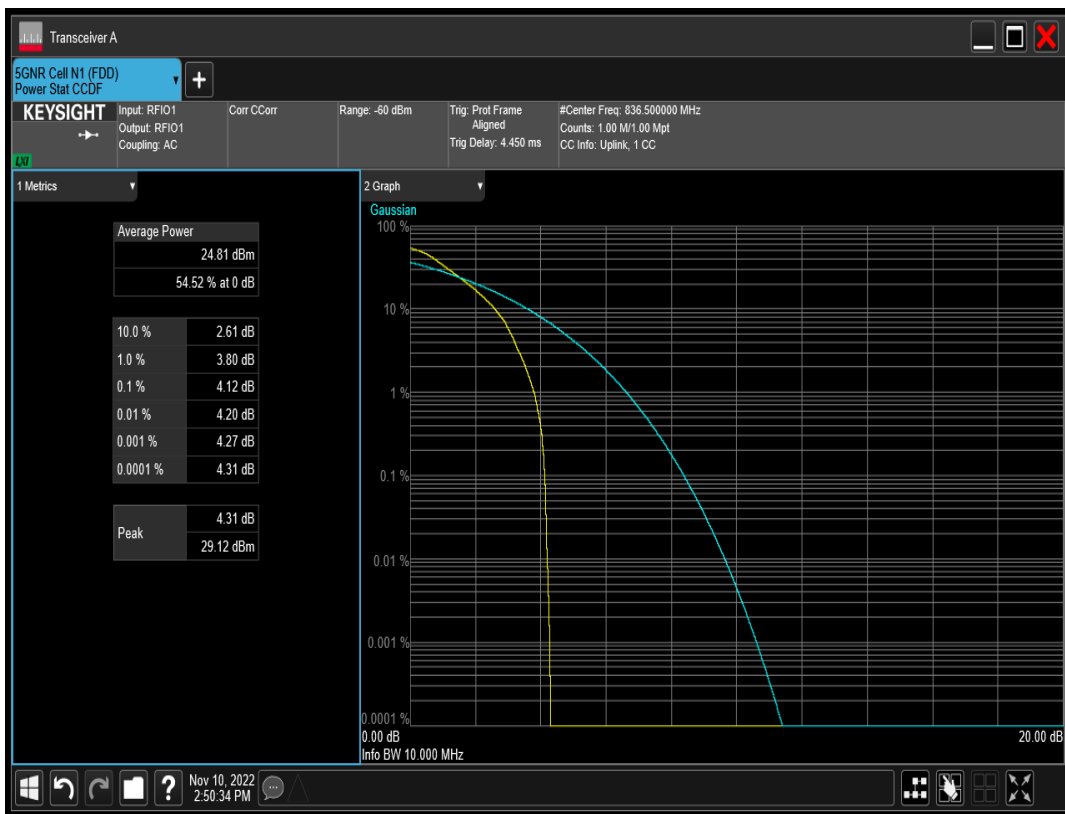 Transceiver A
5GNR Cell N1 (FDD)
Power Stat CCDF
+
KEYSIGHT
LXI
Input: RFIO1
Output: RFIO1
Coupling: AC
Corr CCorr
Range: -60 dBm
Trig: Prot Frame
Aligned
Trig Delay: 4.450 ms
#Center Freq: 836.500000 MHz
Counts: 1.00 M/1.00 Mpt
CC Info: Uplink, 1 CC
1 Metrics
Average Power
24.81 dBm
54.52 % at 0 dB
10.0 % 2.61 dB
1.0 % 3.80 dB
0.1 % 4.12 dB
0.01 % 4.20 dB
0.001 % 4.27 dB
0.0001 % 4.31 dB
Peak
4.31 dB
29.12 dBm
2 Graph
Gaussian
100 %
10 %
1 %
0.1 %
0.01 %
0.001 %
0.0001 %
0.00 dB 20.00 dB
Info BW 10.000 MHz
?
Nov 10, 2022
2:50:34 PM